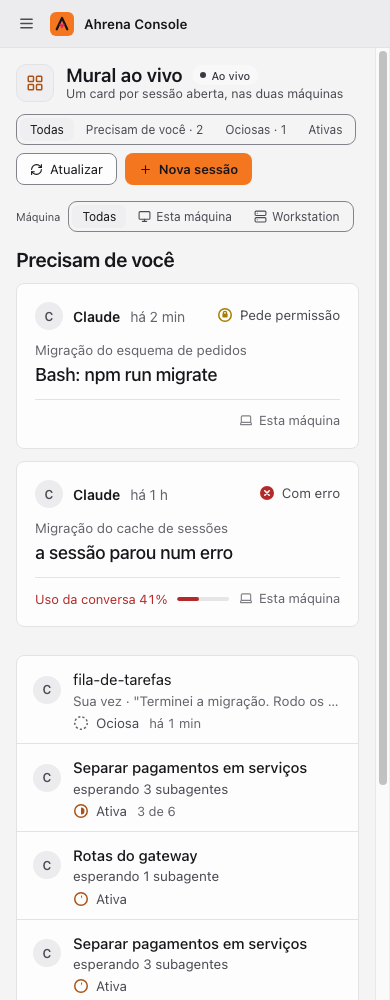 Ahrena Console
Mural ao vivo
Ao vivo
Um card por sessão aberta, nas duas máquinas
Todas Precisam de você · 2 Ociosas · 1 Ativas
Atualizar
Nova sessão
Máquina Todas Esta máquina Workstation
Precisam de você
C Claude há 2 min Pede permissão
Migração do esquema de pedidos
Bash: npm run migrate
Esta máquina
C Claude há 1 h Com erro
Migração do cache de sessões
a sessão parou num erro
Uso da conversa 41% Esta máquina
C fila-de-tarefas
Sua vez · "Terminei a migração. Rodo os ...
Ociosa há 1 min
C Separar pagamentos em serviços
esperando 3 subagentes
Ativa 3 de 6
C Rotas do gateway
esperando 1 subagente
Ativa
C Separar pagamentos em serviços
esperando 3 subagentes
Ativa